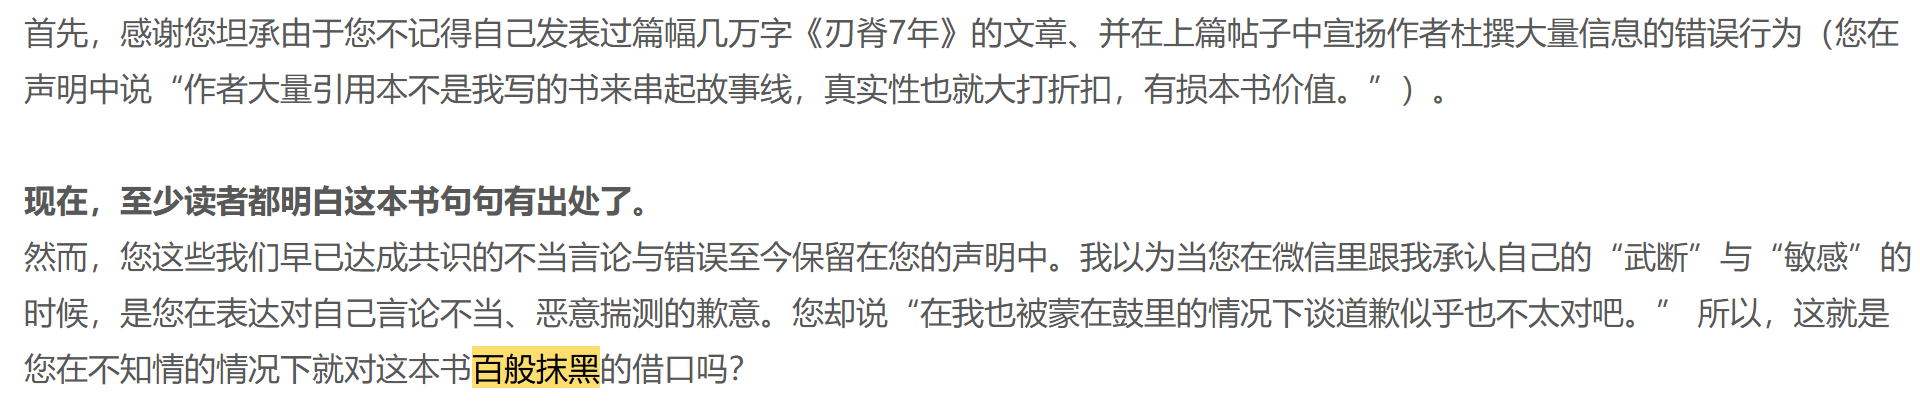 首先，感谢您坦承由于您不记得自己发表过篇幅几万字《刃脊7年》的文章、并在上篇帖子中宣扬作者杜撰大量信息的错误行为（您在
声明中说“作者大量引用本不是我写的书来串起故事线，真实性也就大打折扣，有损本书价值。”）。
现在，至少读者都明白这本书句句有出处了。
然而，您这些我们早已达成共识的不当言论与错误至今保留在您的声明中。我以为当您在微信里跟我承认自己的“武断”与“敏感”的
时候，是您在表达对自己言论不当、恶意揣测的歉意。您却说“在我也被蒙在鼓里的情况下谈道歉似乎也不太对吧。” 所以，这就是
您在不知情的情况下就对这本书百般抹黑的借口吗？